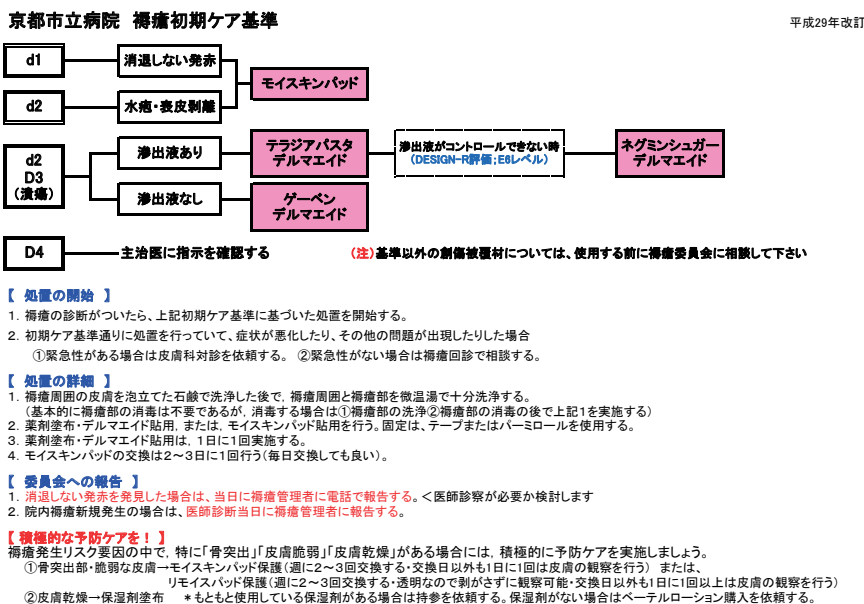 京都市立病院 褥瘡初期ケア基準
平成29年改訂
d1
消退しない発赤
モイスキンパッド
d2
水疱・表皮剥離
d2
D3
(潰瘍)
滲出液あり
テラジアパスタ
デルマエイド
滲出液がコントロールできない時
(DESIGN-R評価;E6レベル)
ネグミンシュガー
デルマエイド
滲出液なし
ゲーベン
デルマエイド
D4
主治医に指示を確認する
(注)基準以外の創傷被覆材については、使用する前に褥瘡委員会に相談して下さい
【 処置の開始 】
1. 褥瘡の診断がついたら、上記初期ケア基準に基づいた処置を開始する。
2. 初期ケア基準通りに処置を行っていて、症状が悪化したり、その他の問題が出現したりした場合
①緊急性がある場合は皮膚科対診を依頼する。 ②緊急性がない場合は褥瘡回診で相談する。
【 処置の詳細 】
1. 褥瘡周囲の皮膚を泡立てた石鹸で洗浄した後で, 褥瘡周囲と褥瘡部を微温湯で十分洗浄する。
(基本的に褥瘡部の消毒は不要であるが, 消毒する場合は①褥瘡部の洗浄②褥瘡部の消毒の後で上記1を実施する)
2. 薬剤塗布・デルマエイド貼用, または, モイスキンパッド貼用を行う。固定は、テープまたはパーミロールを使用する。
3. 薬剤塗布・デルマエイド貼用は, 1日に1回実施する。
4. モイスキンパッドの交換は2~3日に1回行う(毎日交換しても良い)。
【 委員会への報告 】
1. 消退しない発赤を発見した場合は、当日に褥瘡管理者に電話で報告する。<医師診察が必要か検討します
2. 院内褥瘡新規発生の場合は、医師診断当日に褥瘡管理者に報告する。
【 積極的な予防ケアを! 】
褥瘡発生リスク要因の中で, 特に「骨突出」「皮膚脆弱」「皮膚乾燥」がある場合には, 積極的に予防ケアを実施しましょう。
①骨突出部・脆弱な皮膚→モイスキンパッド保護(週に2~3回交換する・交換日以外も1日に1回は皮膚の観察を行う) または、
リモイスパッド保護(週に2~3回交換する・透明なので剥がさずに観察可能・交換日以外も1日に1回以上は皮膚の観察を行う)
②皮膚乾燥→保湿剤塗布 *もともと使用している保湿剤がある場合は持参を依頼する。保湿剤がない場合はベーテルローション購入を依頼する。